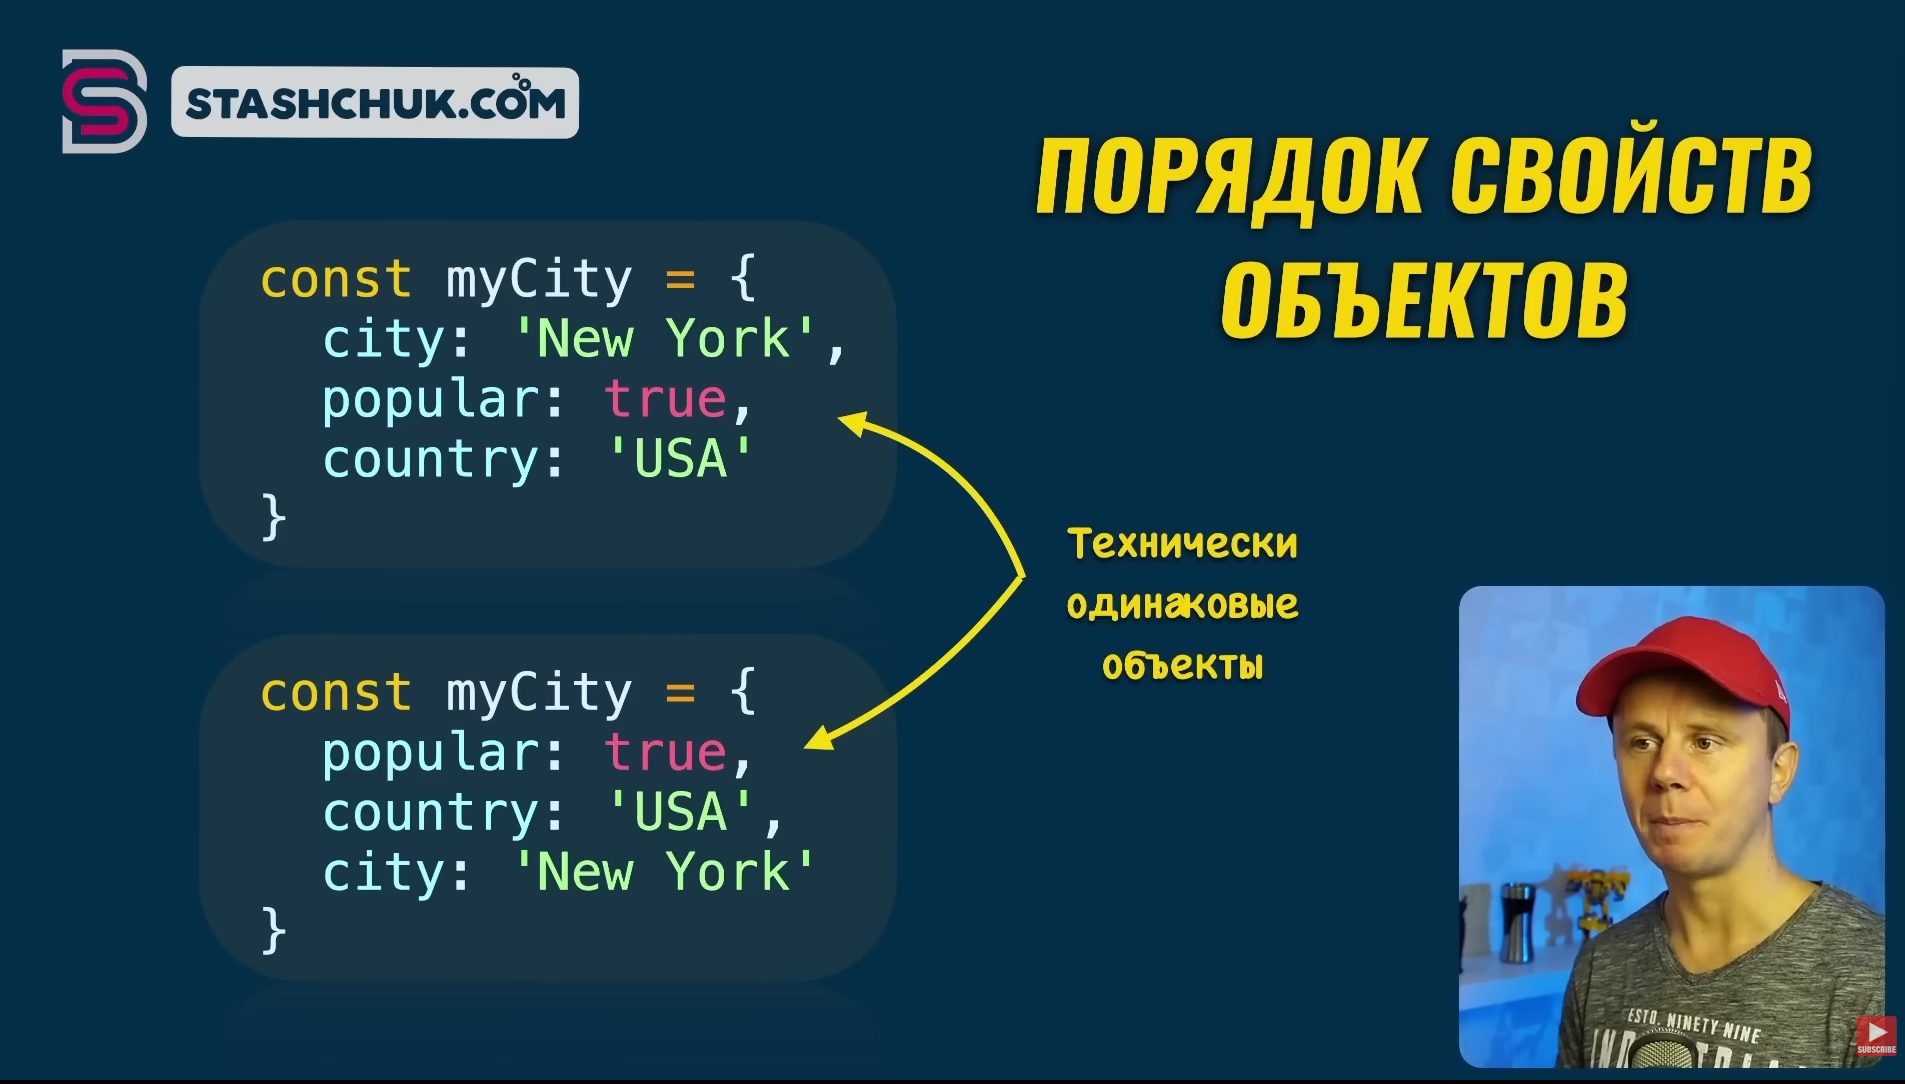 STASHCHUK.COM
ПОРЯДОК СВОЙСТВ
ОБЪЕКТОВ
const myCity = {
  city: 'New York',
  popular: true,
  country: 'USA'
}
Технически
одинаковые
объекты
const myCity = {
  popular: true,
  country: 'USA',
  city: 'New York'
}
ESTD. NINETY NINE
SUBSCRIBE